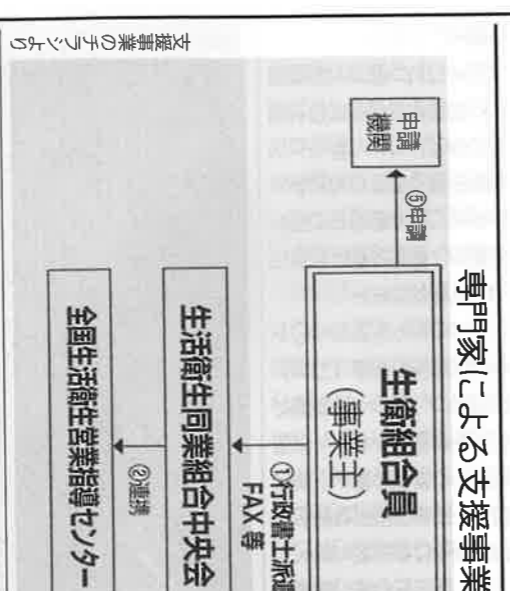 専門家による支援事業
申請
機関
⑤申請
生衛組合員
(事業主)
①行政書士派遣
FAX 等
生活衛生同業組合中央会
②連携
全国生活衛生営業指導センター
支援事業のチラシより